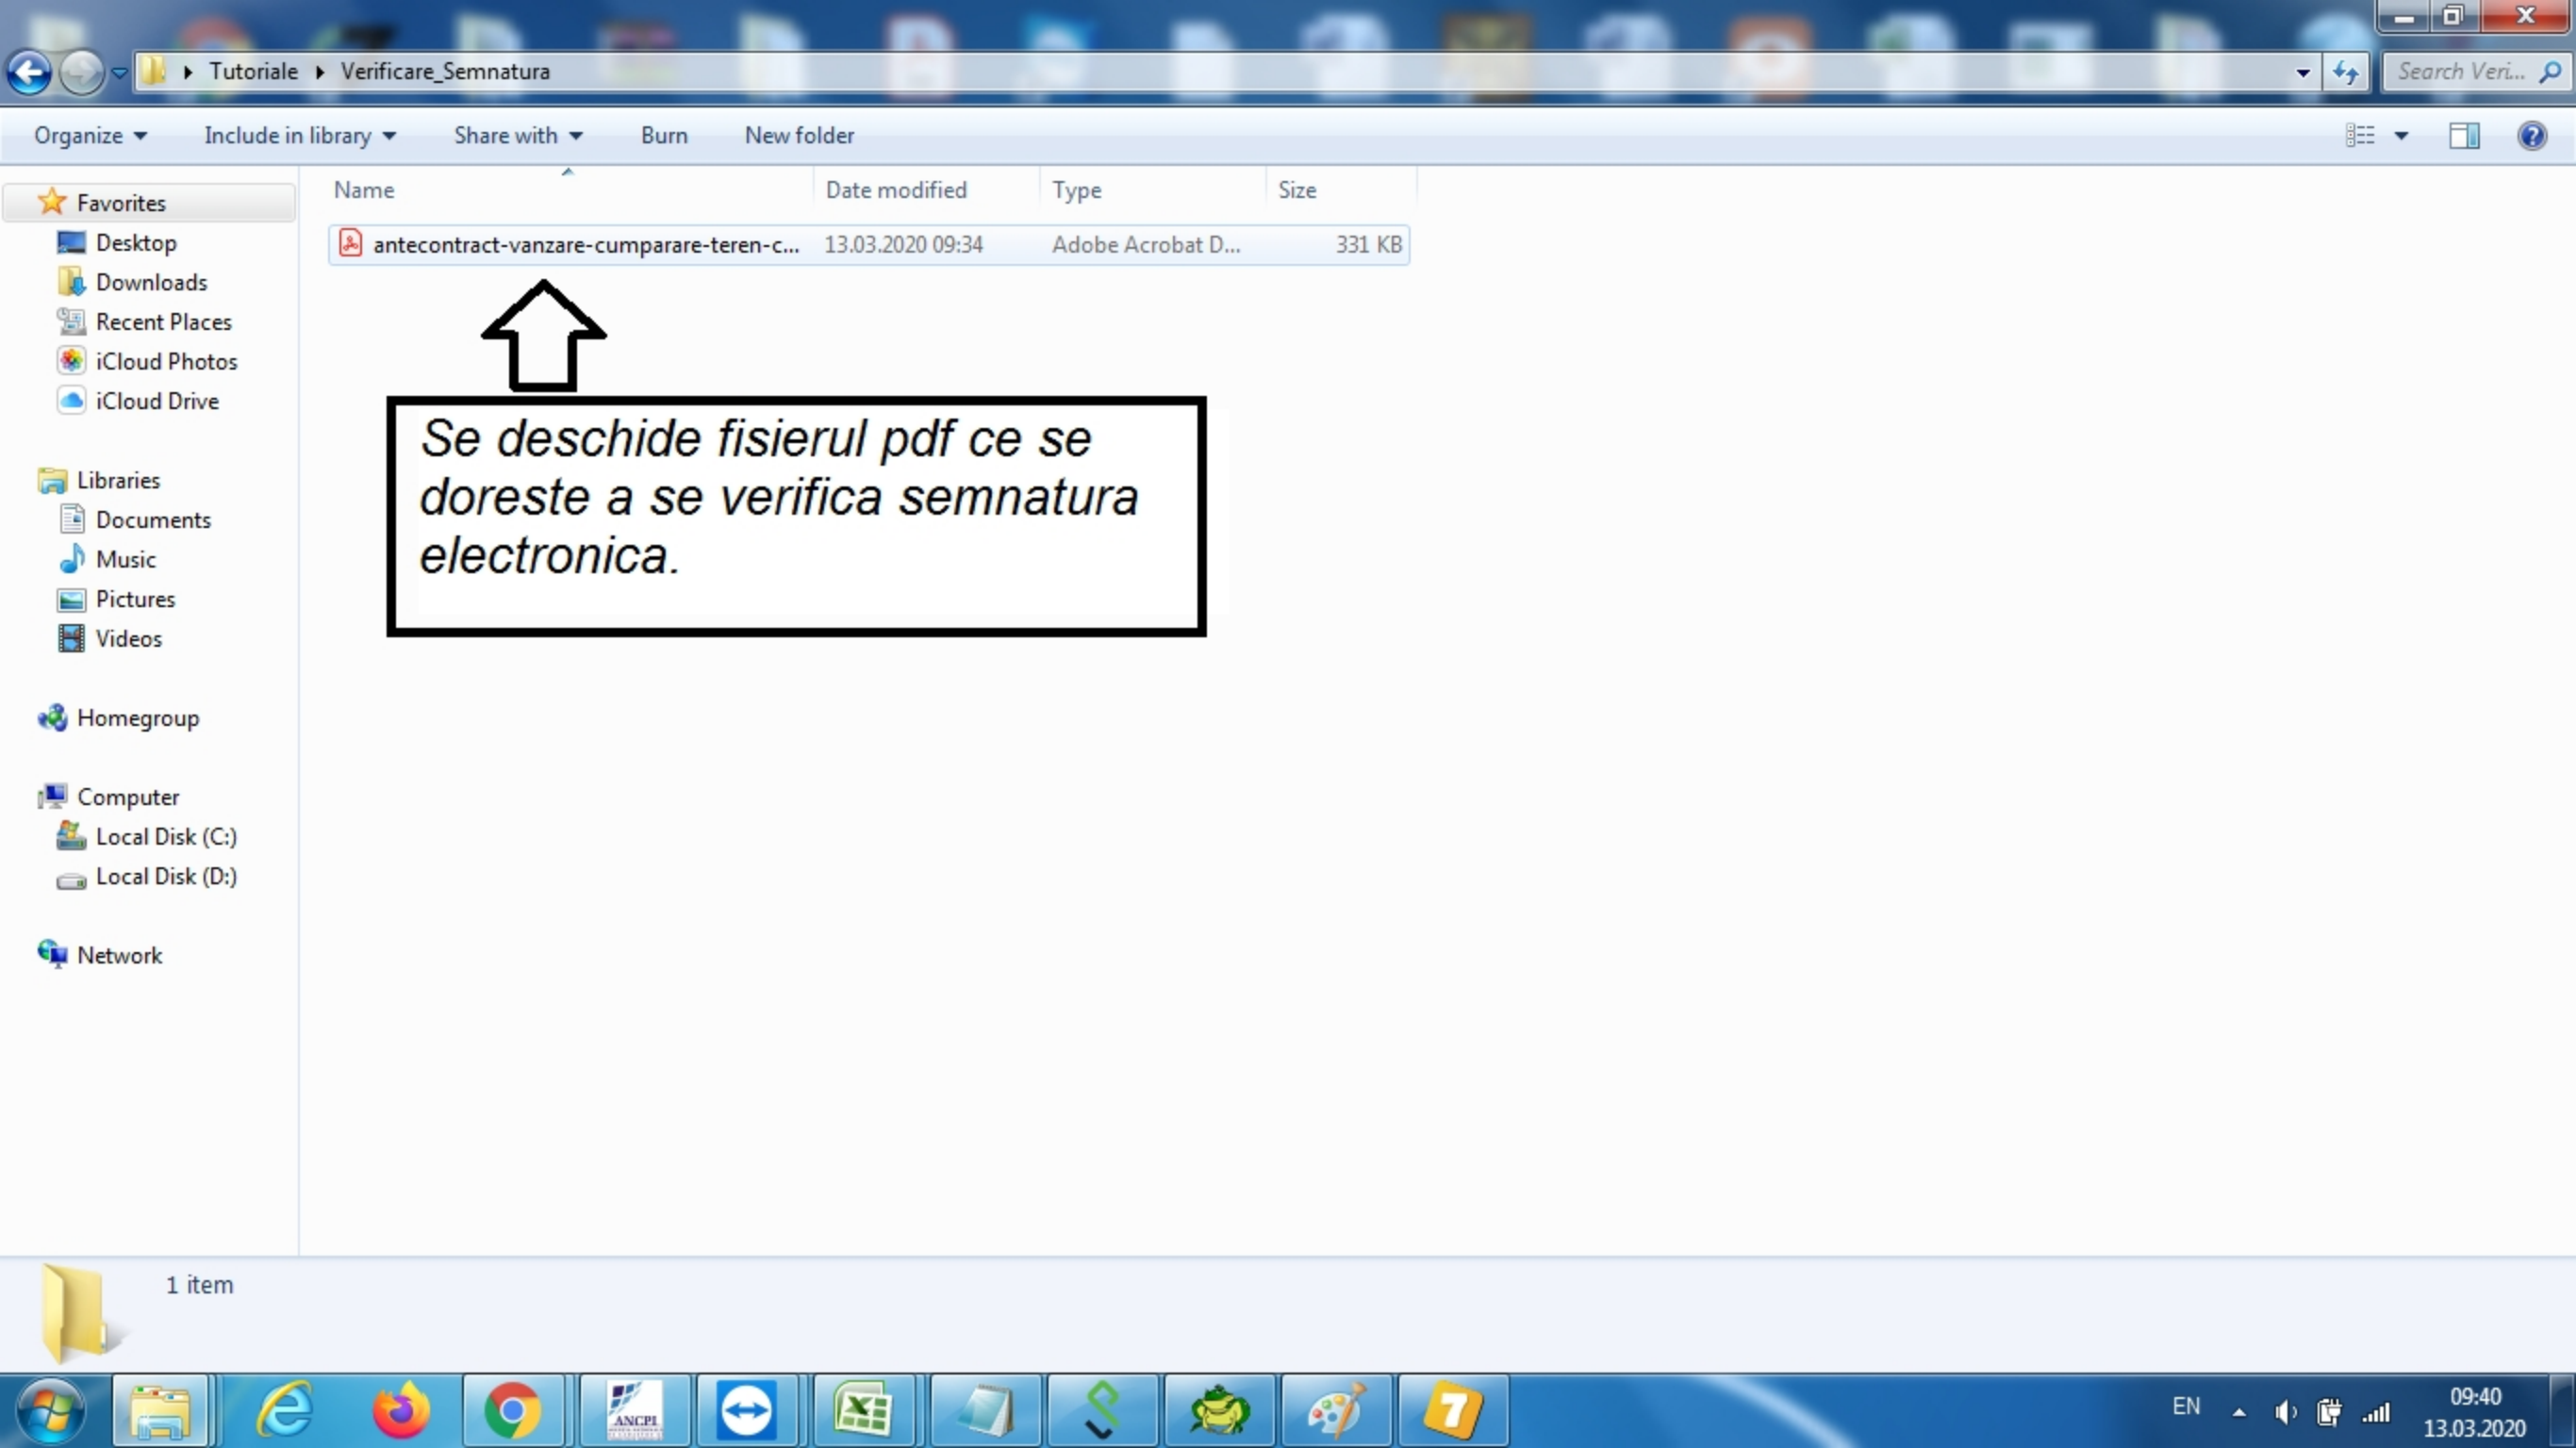 Tutoriale Verificare_Semnatura
Search Veri...
Organize Include in library Share with Burn New folder
Name Date modified Type Size
antecontract-vanzare-cumparare-teren-c... 13.03.2020 09:34 Adobe Acrobat D... 331 KB
Favorites
Desktop
Downloads
Recent Places
iCloud Photos
iCloud Drive
Libraries
Documents
Music
Pictures
Videos
Homegroup
Computer
Local Disk (C:)
Local Disk (D:)
Network
Se deschide fisierul pdf ce se
doreste a se verifica semnatura
electronica.
1 item
ANCPI
EN
09:40
13.03.2020